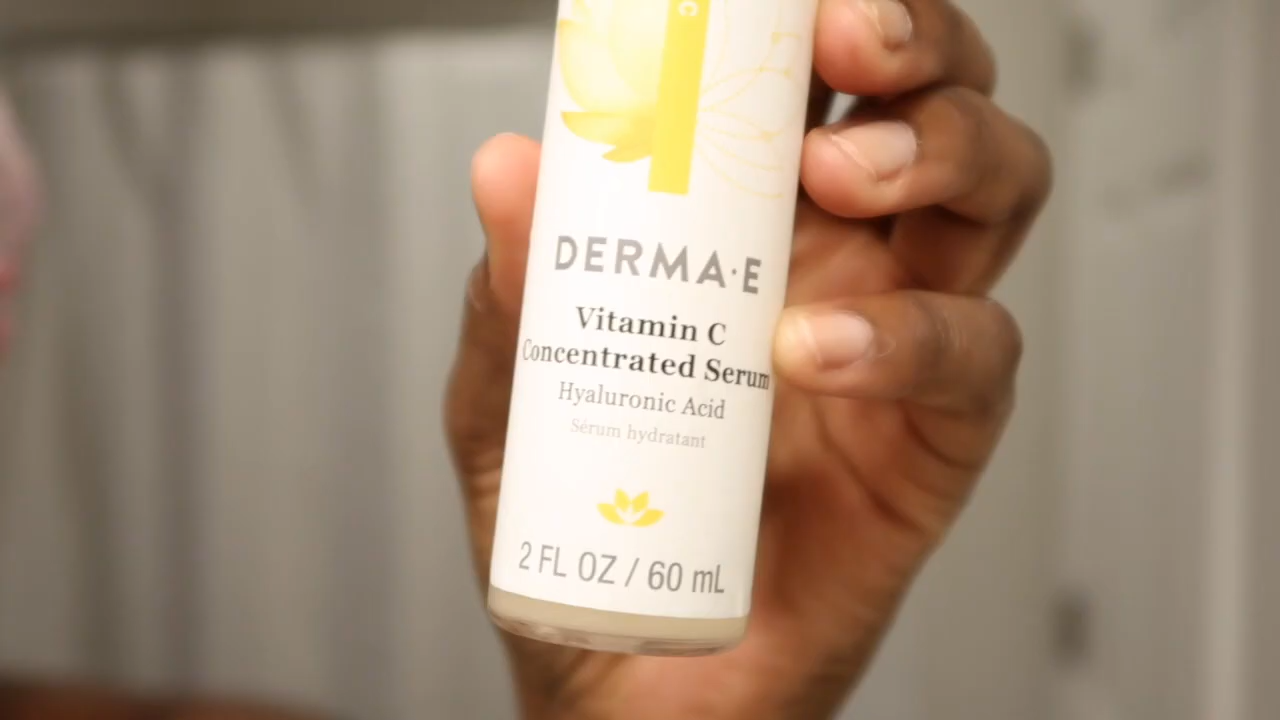 C
DERMA·E
Vitamin C
Concentrated Serum
Hyaluronic Acid
Sérum hydratant
2 FL OZ / 60 mL